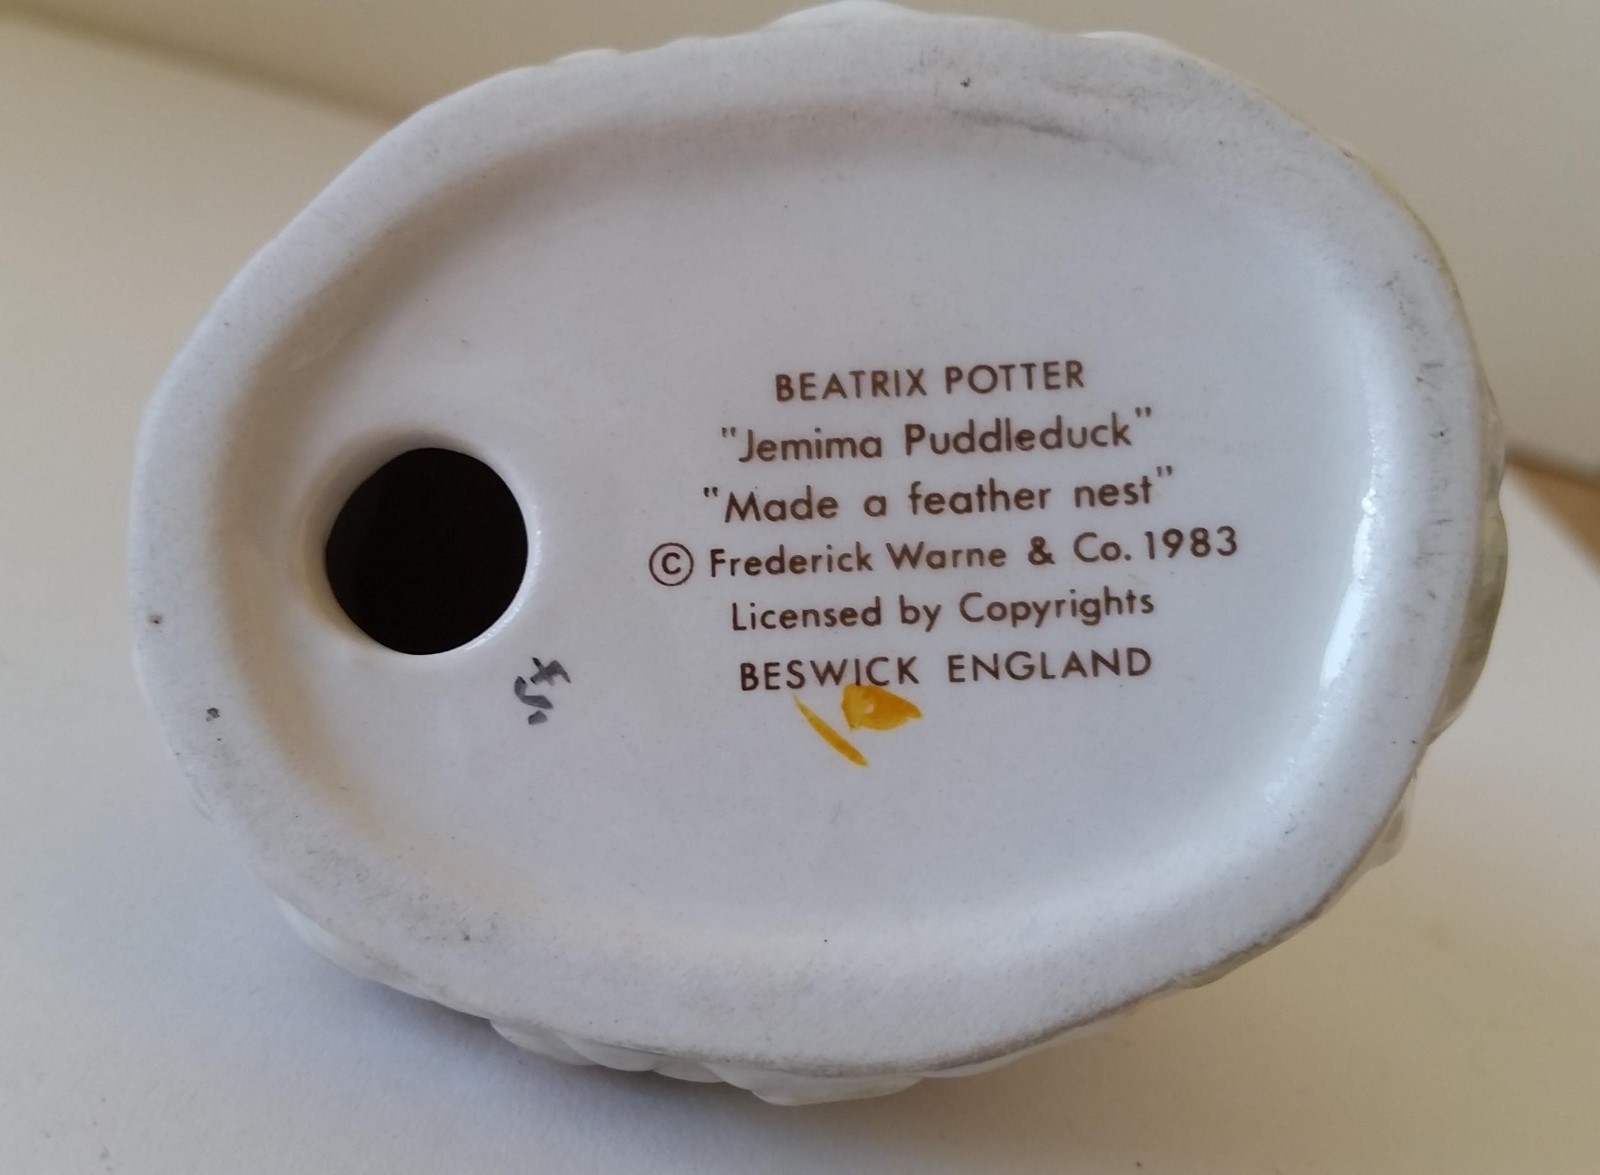 BEATRIX POTTER
"Jemima Puddleduck"
"Made a feather nest"
© Frederick Warne & Co. 1983
Licensed by Copyrights
BESWICK ENGLAND